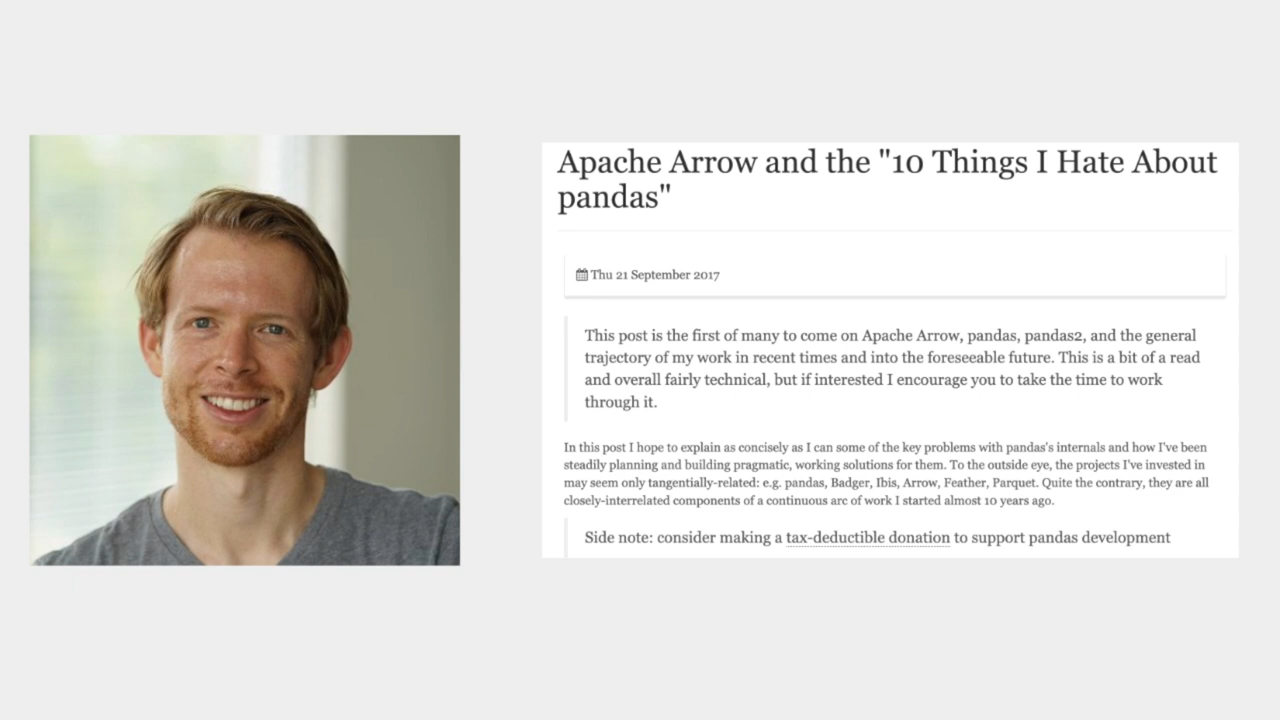 Apache Arrow and the "10 Things I Hate About
pandas"
Thu 21 September 2017
This post is the first of many to come on Apache Arrow, pandas, pandas2, and the general
trajectory of my work in recent times and into the foreseeable future. This is a bit of a read
and overall fairly technical, but if interested I encourage you to take the time to work
through it.
In this post I hope to explain as concisely as I can some of the key problems with pandas's internals and how I've been
steadily planning and building pragmatic, working solutions for them. To the outside eye, the projects I've invested in
may seem only tangentially-related: e.g. pandas, Badger, Ibis, Arrow, Feather, Parquet. Quite the contrary, they are all
closely-interrelated components of a continuous arc of work I started almost 10 years ago.
Side note: consider making a tax-deductible donation to support pandas development